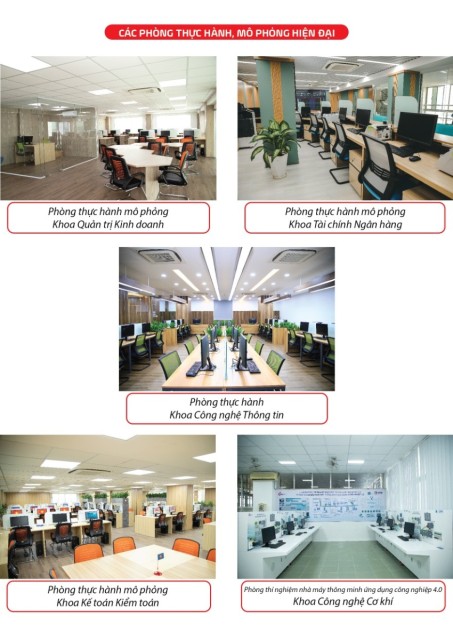 CÁC PHÒNG THỰC HÀNH, MÔ PHỎNG HIỆN ĐẠI
Phòng thực hành mô phỏng
Khoa Quản trị Kinh doanh
Phòng thực hành mô phỏng
Khoa Tài chính Ngân hàng
Phòng thực hành
Khoa Công nghệ Thông tin
Phòng thực hành mô phỏng
Khoa Kế toán Kiểm toán
Phòng thí nghiệm nhà máy thông minh ứng dụng công nghiệp 4.0
Khoa Công nghệ Cơ khí